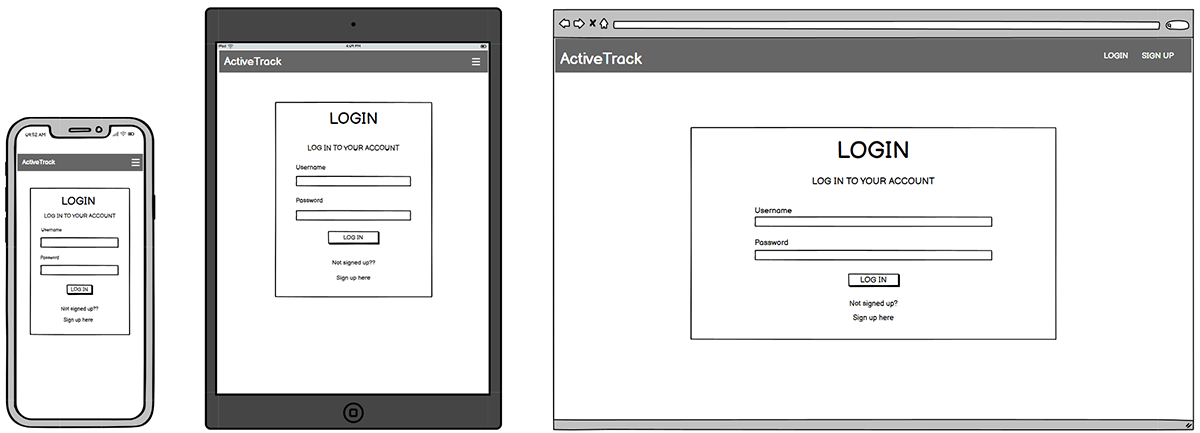 04:52 AM
ActiveTrack
LOGIN
LOG IN TO YOUR ACCOUNT
Username
Password
LOG IN
Not signed up??
Sign up here
iPad
4:29 PM
ActiveTrack
LOGIN
LOG IN TO YOUR ACCOUNT
Username
Password
LOG IN
Not signed up??
Sign up here
ActiveTrack LOGIN SIGN UP
LOGIN
LOG IN TO YOUR ACCOUNT
Username
Password
LOG IN
Not signed up?
Sign up here